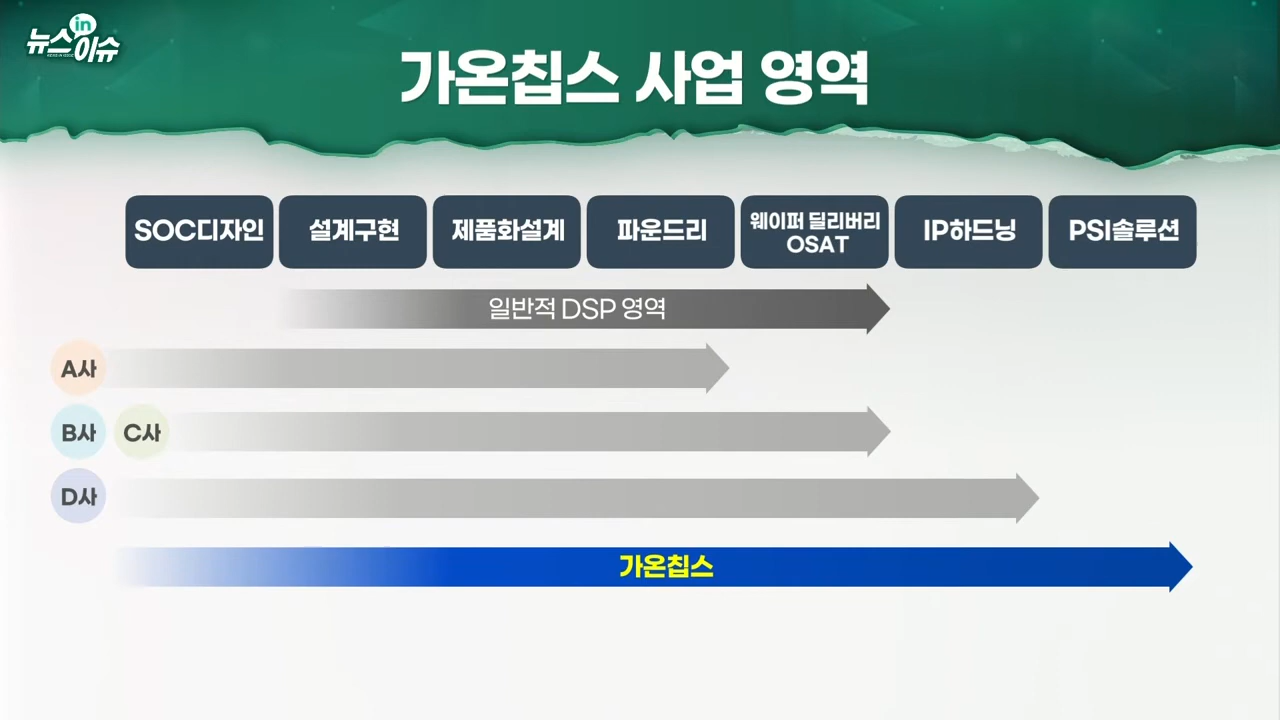 뉴스in이슈
가온칩스 사업 영역
SOC디자인
설계구현
제품화설계
파운드리
웨이퍼 딜리버리
OSAT
IP하드닝
PSI솔루션
일반적 DSP 영역
A사
B사
C사
D사
가온칩스